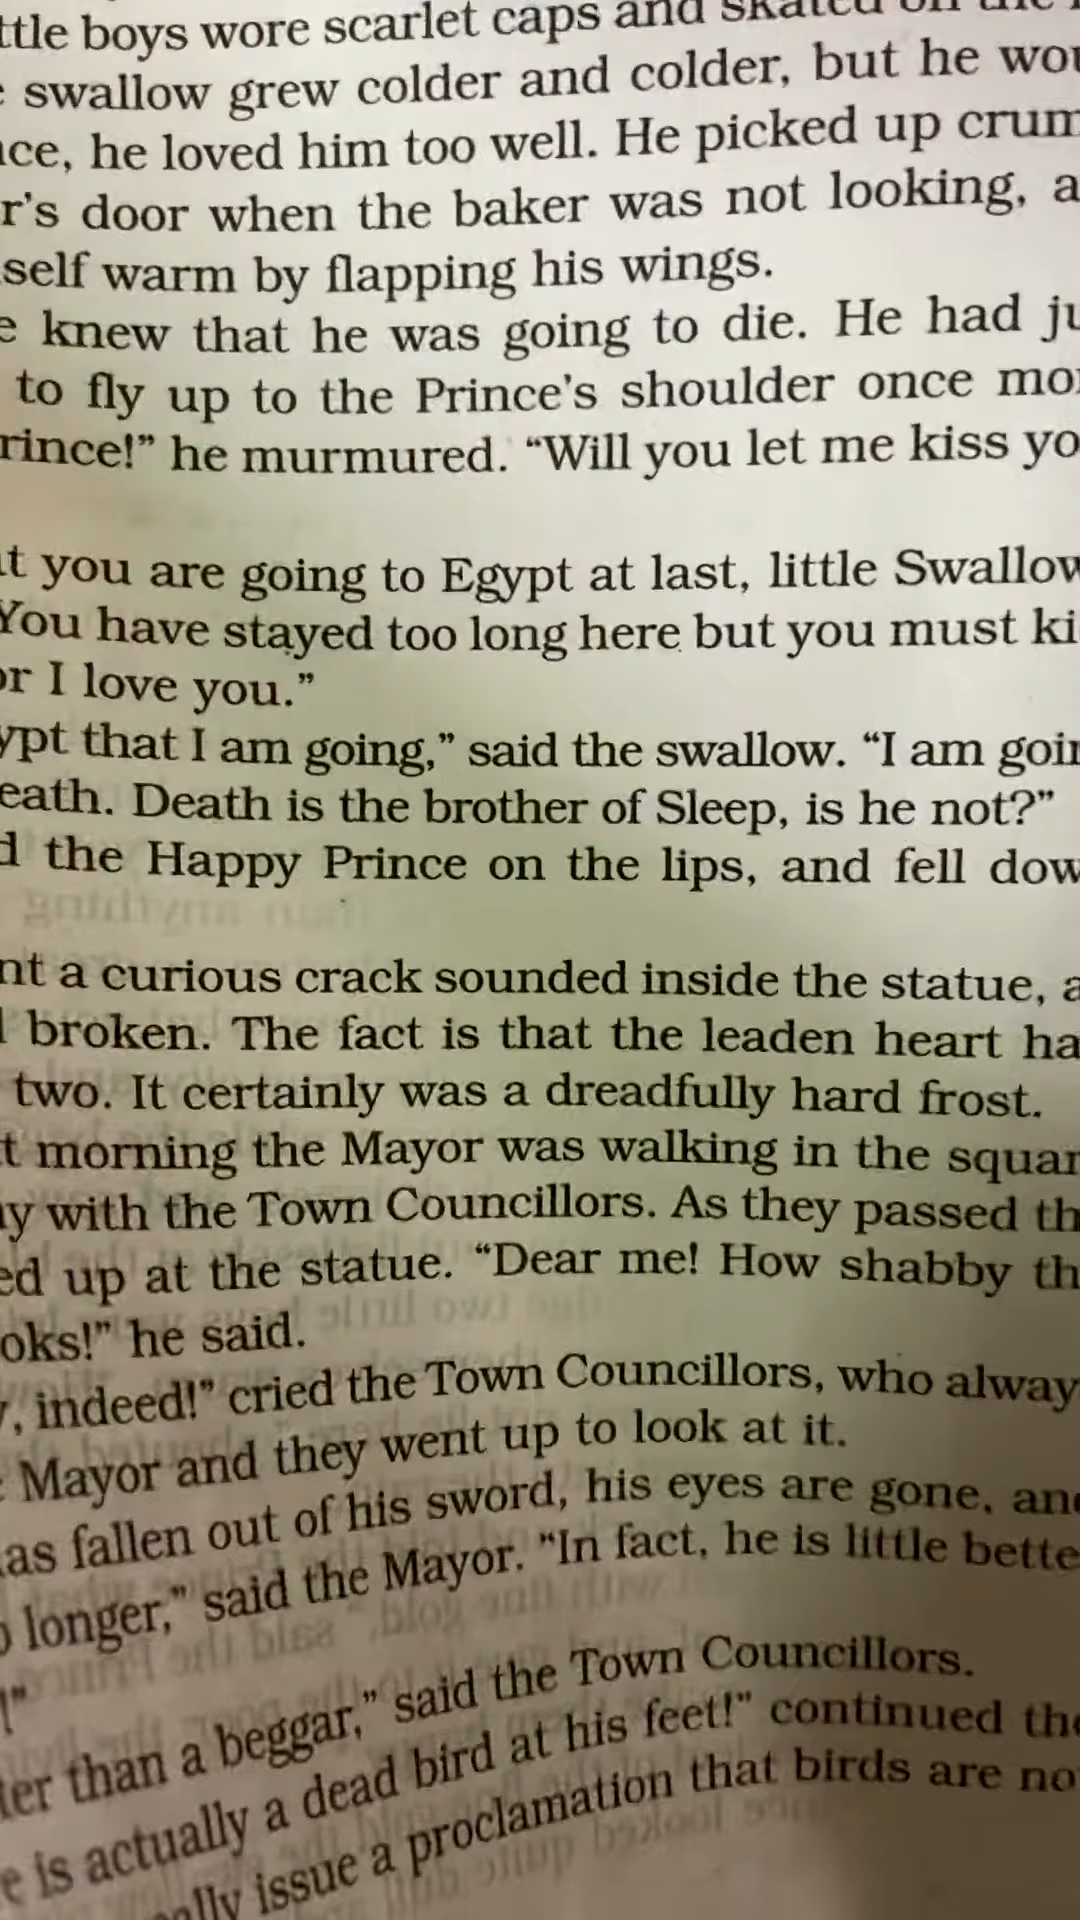 ttle boys wore scarlet caps and skated on the
swallow grew colder and colder, but he wou
ce, he loved him too well. He picked up crum
r's door when the baker was not looking, a
self warm by flapping his wings.
e knew that he was going to die. He had ju
to fly up to the Prince's shoulder once mo
rince!” he murmured. “Will you let me kiss yo
t you are going to Egypt at last, little Swallow
You have stayed too long here but you must ki
or I love you.”
ypt that I am going,” said the swallow. “I am goin
eath. Death is the brother of Sleep, is he not?”
d the Happy Prince on the lips, and fell dow
nt a curious crack sounded inside the statue, a
broken. The fact is that the leaden heart ha
two. It certainly was a dreadfully hard frost.
t morning the Mayor was walking in the squar
y with the Town Councillors. As they passed th
ed up at the statue. “Dear me! How shabby th
oks!” he said.
, indeed!” cried the Town Councillors, who alway
Mayor and they went up to look at it.
as fallen out of his sword, his eyes are gone, and
longer,” said the Mayor. “In fact, he is little bette
!”
ter than a beggar,” said the Town Councillors.
e is actually a dead bird at his feet!” continued the
ally issue a proclamation that birds are no